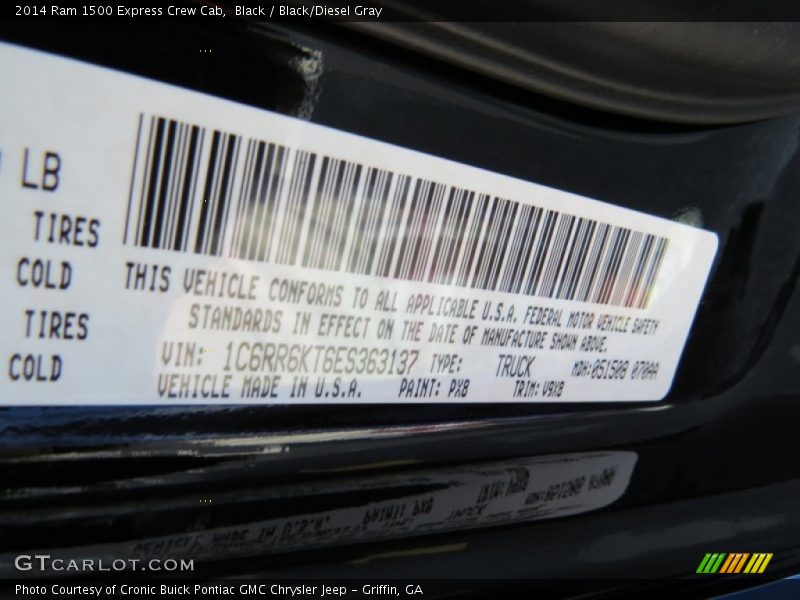 2014 Ram 1500 Express Crew Cab,  Black / Black/Diesel Gray
LB
TIRES
COLD
TIRES
COLD
THIS VEHICLE CONFORMS TO ALL APPLICABLE U.S.A. FEDERAL MOTOR VEHICLE SAFETY
STANDARDS IN EFFECT ON THE DATE OF MANUFACTURE SHOWN ABOVE.
VIN: 1C6RR6KT6ES363137 TYPE: TRUCK MDH:051508 070AA
VEHICLE MADE IN U.S.A. PAINT: PX8 TRIM: V9X8
GTCARLOT.COM
Photo Courtesy of Cronic Buick Pontiac GMC Chrysler Jeep - Griffin, GA